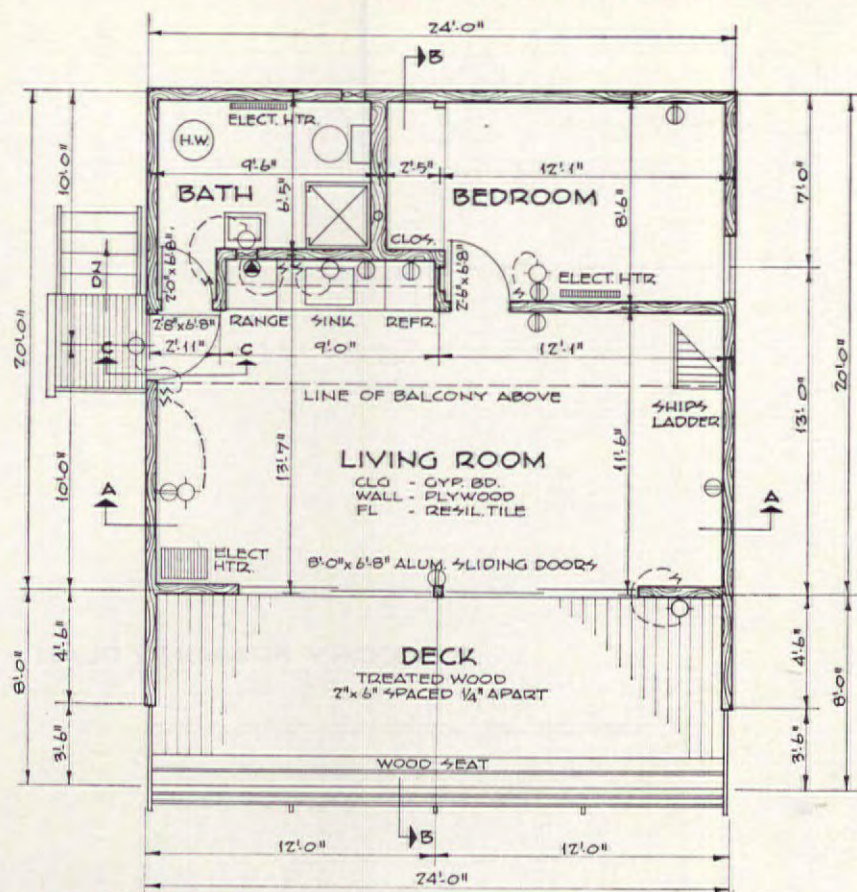 24'-0"
B
ELECT. HTR.
H.W.
9'-6"
2'-5"
12'-1"
10'-0"
7'-0"
BATH
6'-5"
BEDROOM
8'-6"
CLOS.
DN
2'-0"x6'-8"
2'-6"x6'-8"
ELECT. HTR
2'-8"x6'-8"
RANGE
SINK
REFR.
20'-0"
C
C
2'-11"
9'-0"
12'-1"
20'-0"
LINE OF BALCONY ABOVE
SHIPS
LADDER
13'-0"
10'-0"
13'-7"
LIVING ROOM
11'-6"
CLG - GYP. BD.
WALL - PLYWOOD
FL - RESIL. TILE
A
A
ELECT
HTR.
8'-0"x6'-8" ALUM. SLIDING DOORS
DECK
TREATED WOOD
2"x6" SPACED 1/4" APART
8'-0"
4'-6"
4'-6"
8'-0"
3'-6"
WOOD SEAT
3'-6"
B
12'-0"
12'-0"
24'-0"